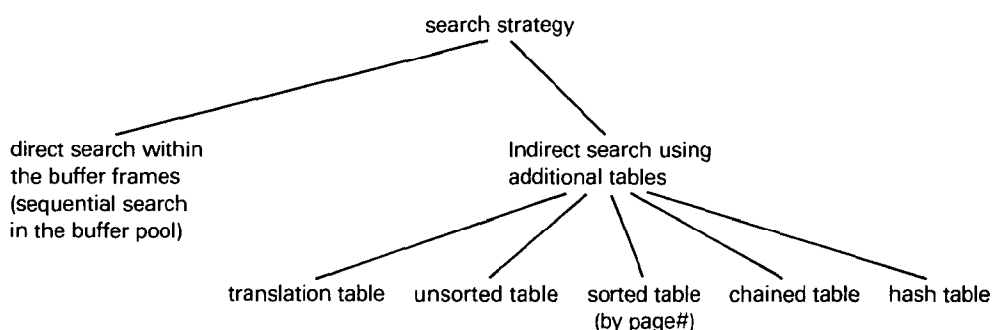 search strategy
direct search within
the buffer frames
(sequential search
in the buffer pool)
Indirect search using
additional tables
translation table
unsorted table
sorted table
(by page#)
chained table
hash table